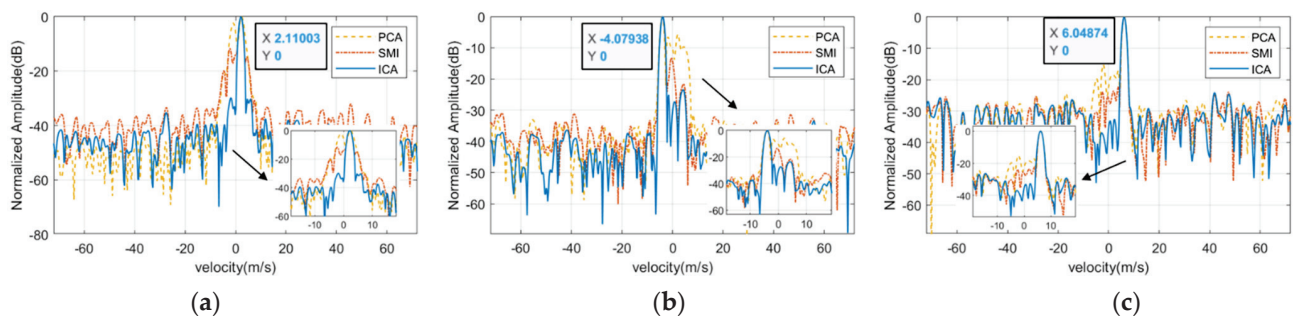 0
-20
-40
-60
-80
Normalized Amplitude(dB)
X 2.11003
Y 0
PCA
SMI
ICA
0
-20
-40
-60
-10 0 10
-60 -40 -20 0 20 40 60
velocity(m/s)
(a)
0
-10
-20
-30
-40
-50
-60
Normalized Amplitude(dB)
X -4.07938
Y 0
PCA
SMI
ICA
0
-20
-40
-60
-10 0 10
-60 -40 -20 0 20 40 60
velocity(m/s)
(b)
0
-10
-20
-30
-40
-50
-60
Normalized Amplitude(dB)
X 6.04874
Y 0
PCA
SMI
ICA
0
-20
-40
-10 0 10
-60 -40 -20 0 20 40 60
velocity(m/s)
(c)